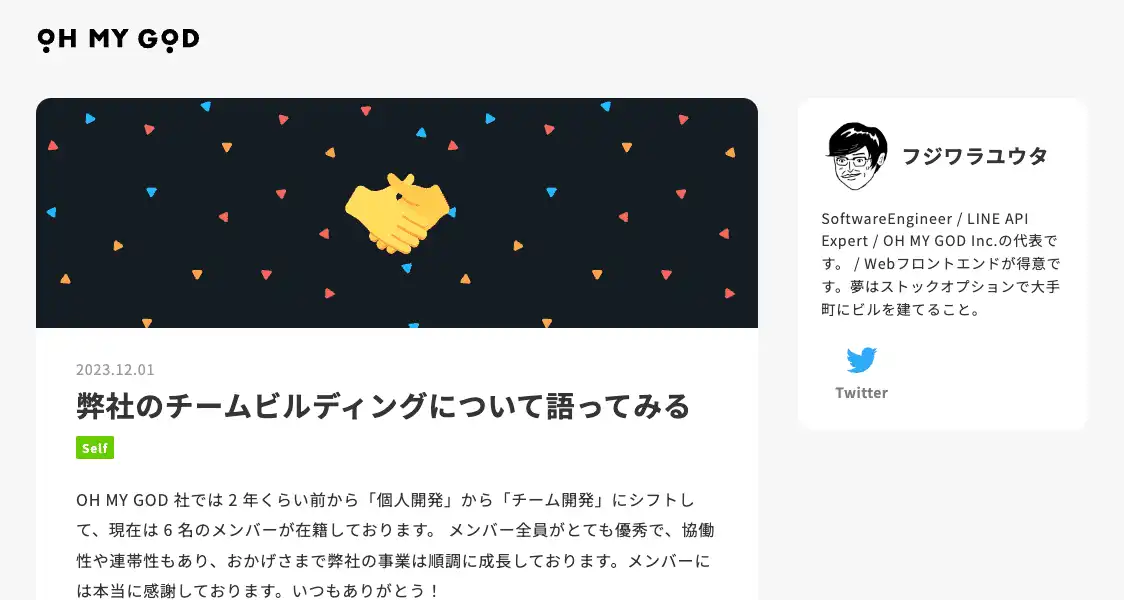 OH MY GOD
2023.12.01
弊社のチームビルディングについて語ってみる
Self
OH MY GOD 社では 2 年くらい前から「個人開発」から「チーム開発」にシフトし
て、現在は 6 名のメンバーが在籍しております。 メンバー全員がとても優秀で、協働
性や連帯性もあり、おかげさまで弊社の事業は順調に成長しております。メンバーに
は本当に感謝しております。いつもありがとう！
フジワラユウタ
SoftwareEngineer / LINE API
Expert / OH MY GOD Inc.の代表で
す。 / Webフロントエンドが得意で
す。夢はストックオプションで大手
町にビルを建てること。
Twitter